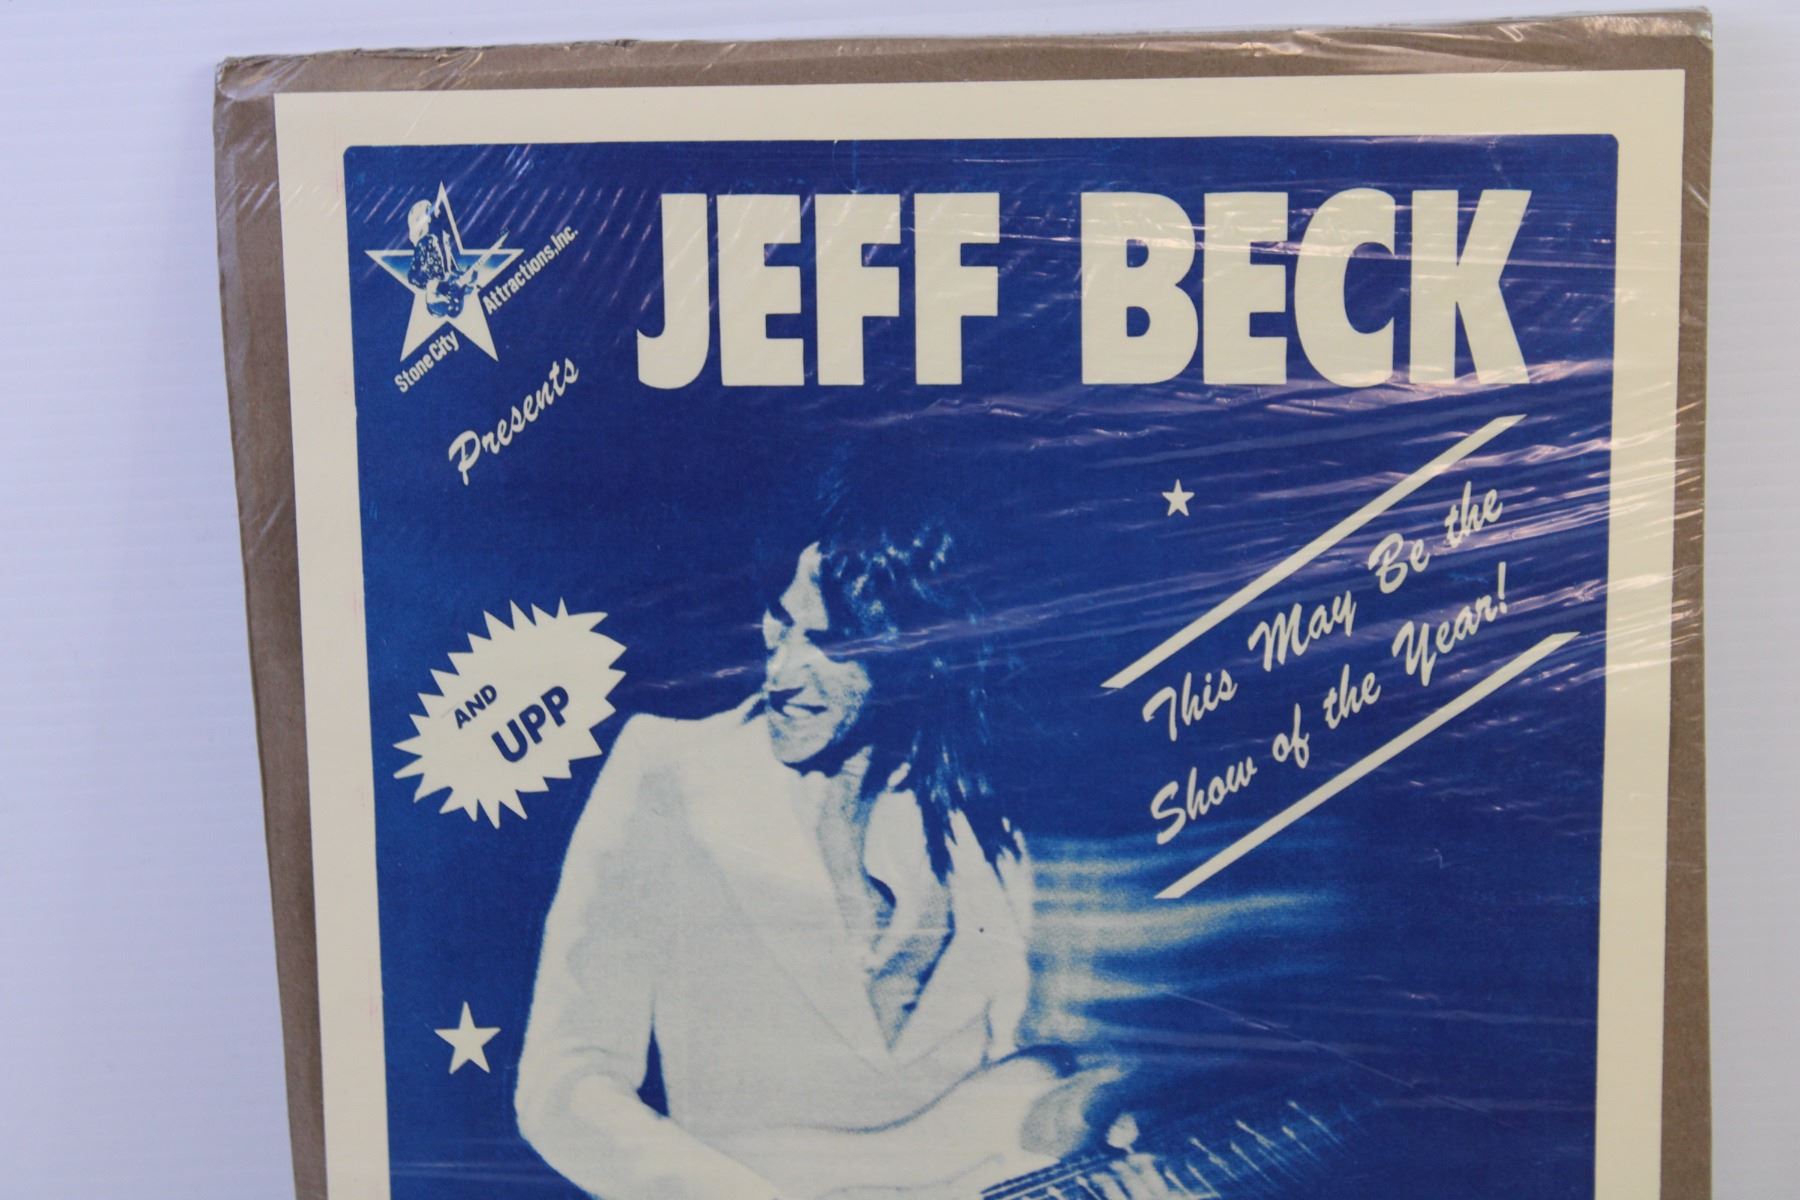 JEFF BECK
Stone City
Attractions, Inc.
Presents
This May Be the
Show of the Year!
AND
UPP